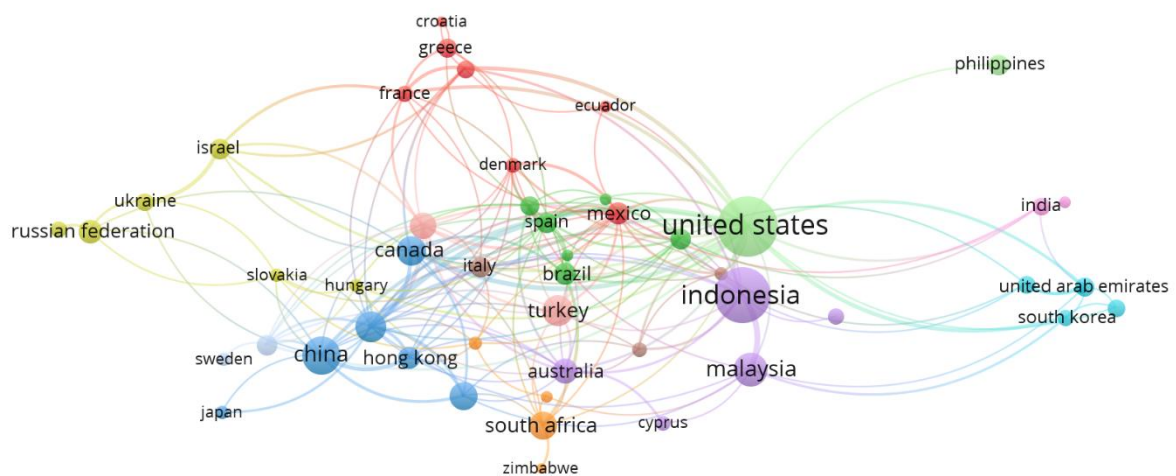 croatia
greece
philippines
france
ecuador
israel
denmark
ukraine
india
spain
mexico
russian federation
united states
canada
italy
slovakia
hungary
brazil
united arab emirates
indonesia
turkey
south korea
sweden
china
hong kong
australia
malaysia
japan
cyprus
south africa
zimbabwe